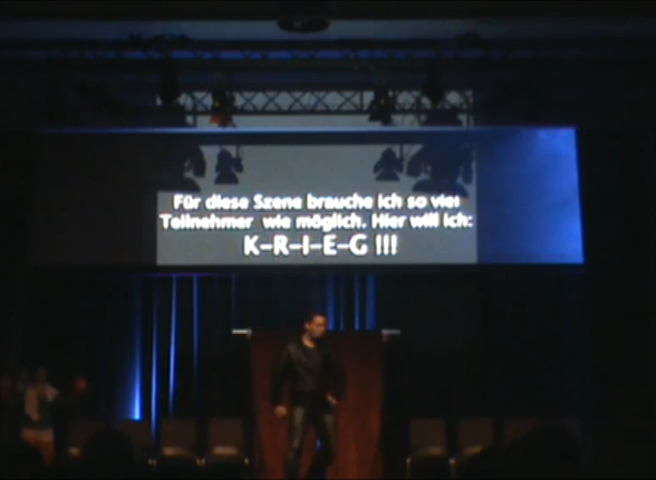 Für diese Szene brauche ich so viel
Teilnehmer wie möglich. Hier will ich:
K-R-I-E-G !!!